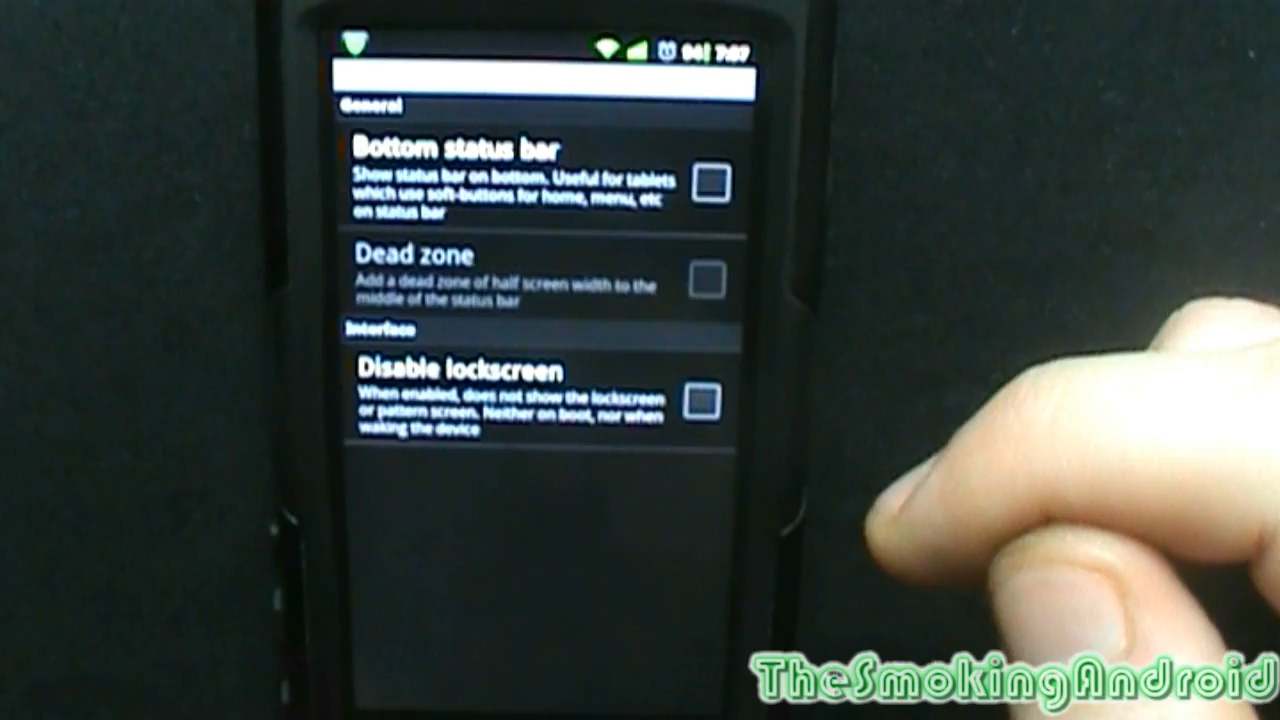 94 7:57
General
Bottom status bar
Show status bar on bottom. Useful for tablets
which use soft-buttons for home, menu, etc
on status bar
Dead zone
Add a dead zone of half screen width to the
middle of the status bar
Interface
Disable lockscreen
When enabled, does not show the lockscreen
or pattern screen. Neither on boot, nor when
waking the device
TheSmokingAndroid